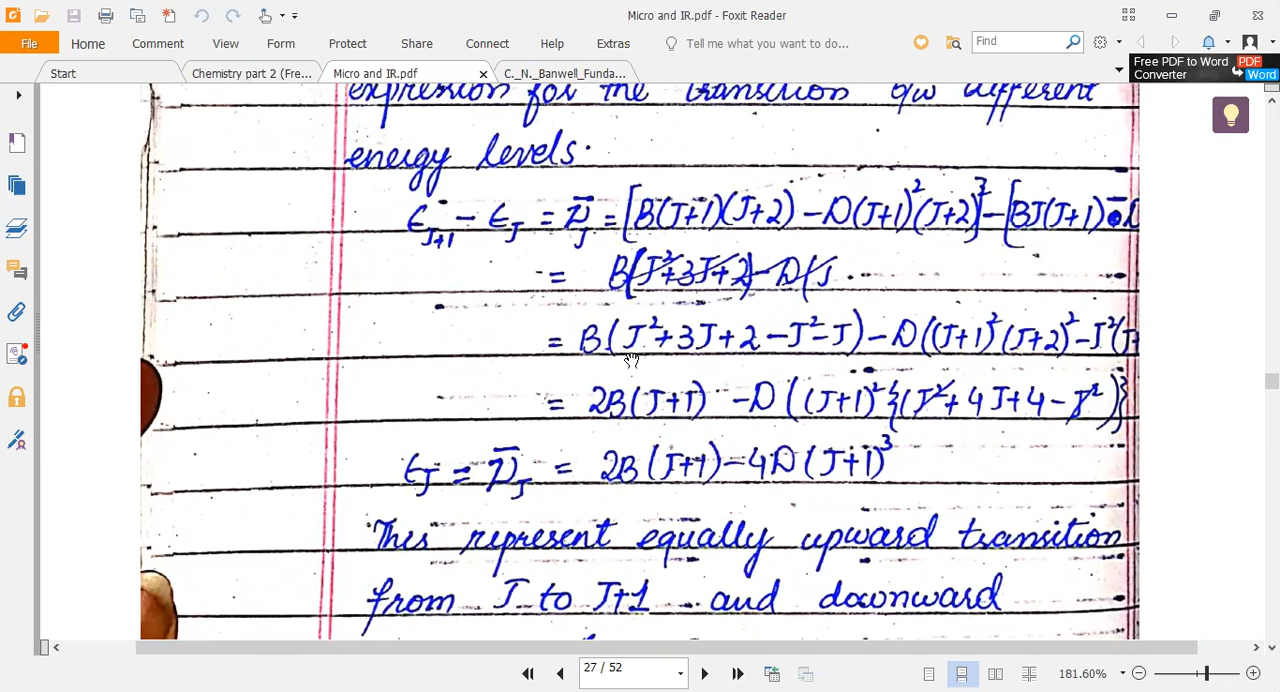 Micro and IR.pdf - Foxit Reader
File Home Comment View Form Protect Share Connect Help Extras Tell me what you want to do... Find
Start Chemistry part 2 (Fre... Micro and IR.pdf C._N._Banwell_Funda... Free PDF to Word Converter PDF Word
expression for the transition b/w different
energy levels.
ϵ_{J+1} - ϵ_J = ν̄_J = [B(J+1)(J+2) - D(J+1)²(J+2)²] - [BJ(J+1)
= B(J²+3J+2) - D(J
= B(J²+3J+2-J²-J) - D((J+1)²(J+2)²-J²(J+
= 2B(J+1) - D((J+1)²{(J²+4J+4-J²)}
ϵ_J = ν̄_J = 2B(J+1) - 4D(J+1)³
This represent equally upward transition
from J to J+1 and downward
27 / 52 181.60%